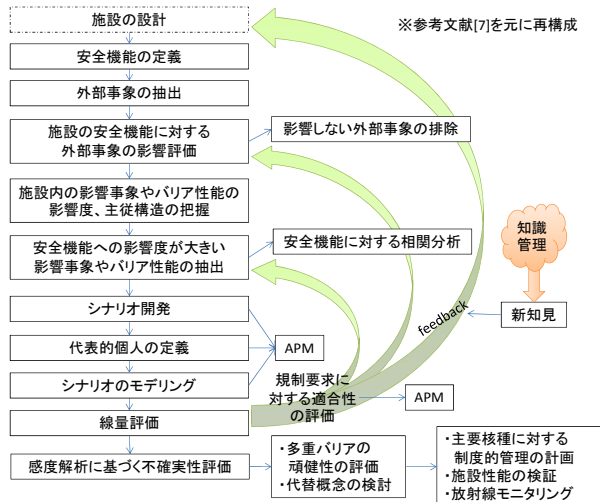 施設の設計
※参考文献[7]を元に再構成
安全機能の定義
外部事象の抽出
施設の安全機能に対する
外部事象の影響評価
影響しない外部事象の排除
施設内の影響事象やバリア性能の
影響度、主従構造の把握
安全機能への影響度が大きい
影響事象やバリア性能の抽出
安全機能に対する相関分析
知識
管理
新知見
feedback
シナリオ開発
代表的個人の定義
APM
シナリオのモデリング
規制要求に
対する適合性
の評価
APM
線量評価
感度解析に基づく不確実性評価
・多重バリアの
頑健性の評価
・代替概念の検討
・主要核種に対する
制度的管理の計画
・施設性能の検証
・放射線モニタリング